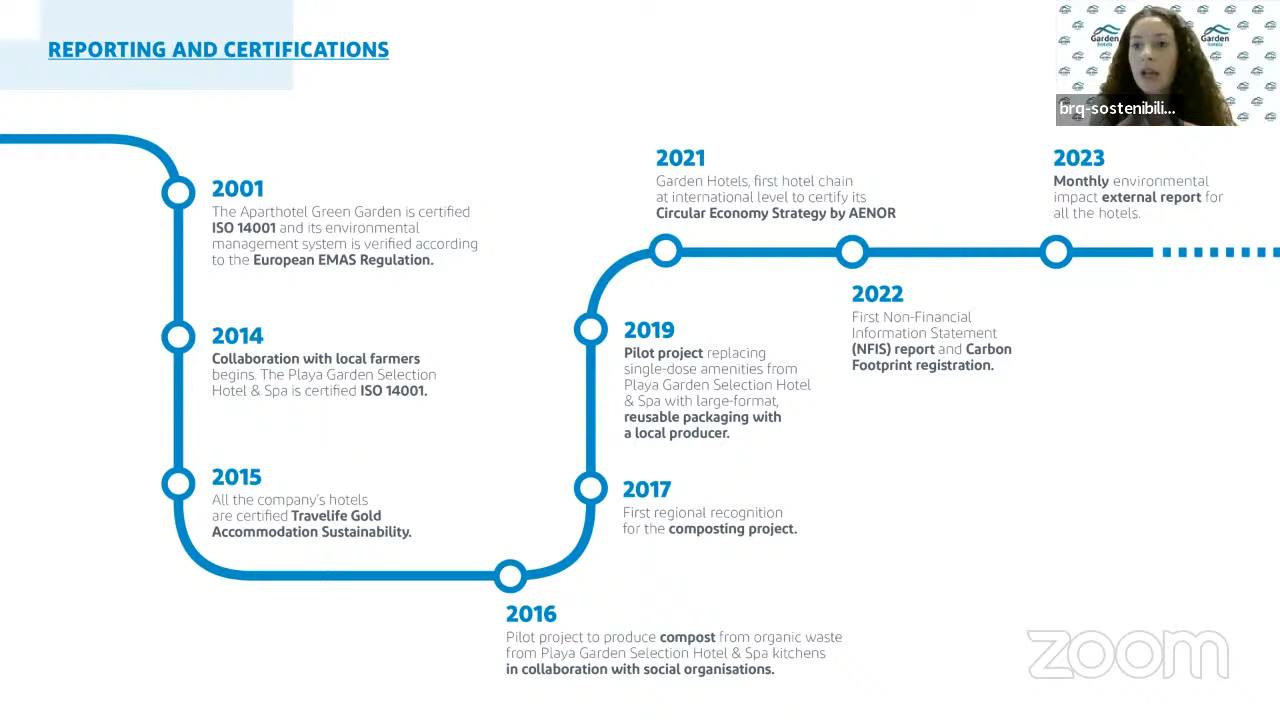 REPORTING AND CERTIFICATIONS
Garden
hotels
Garden
hotels
brq-sostenibili...
2001
The Aparthotel Green Garden is certified
ISO 14001 and its environmental
management system is verified according
to the European EMAS Regulation.
2014
Collaboration with local farmers
begins. The Playa Garden Selection
Hotel & Spa is certified ISO 14001.
2015
All the company's hotels
are certified Travelife Gold
Accommodation Sustainability.
2016
Pilot project to produce compost from organic waste
from Playa Garden Selection Hotel & Spa kitchens
in collaboration with social organisations.
2017
First regional recognition
for the composting project.
2019
Pilot project replacing
single-dose amenities from
Playa Garden Selection Hotel
& Spa with large-format,
reusable packaging with
a local producer.
2021
Garden Hotels, first hotel chain
at international level to certify its
Circular Economy Strategy by AENOR
2022
First Non-Financial
Information Statement
(NFIS) report and Carbon
Footprint registration.
2023
Monthly environmental
impact external report for
all the hotels.
zoom